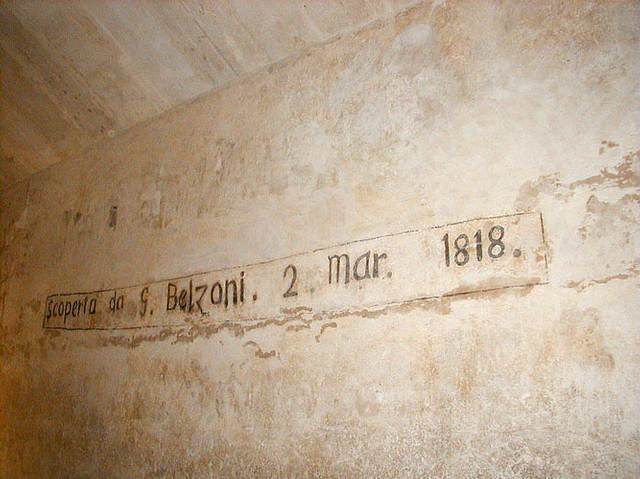 Scoperta da G. Belzoni. 2. Mar. 1818.